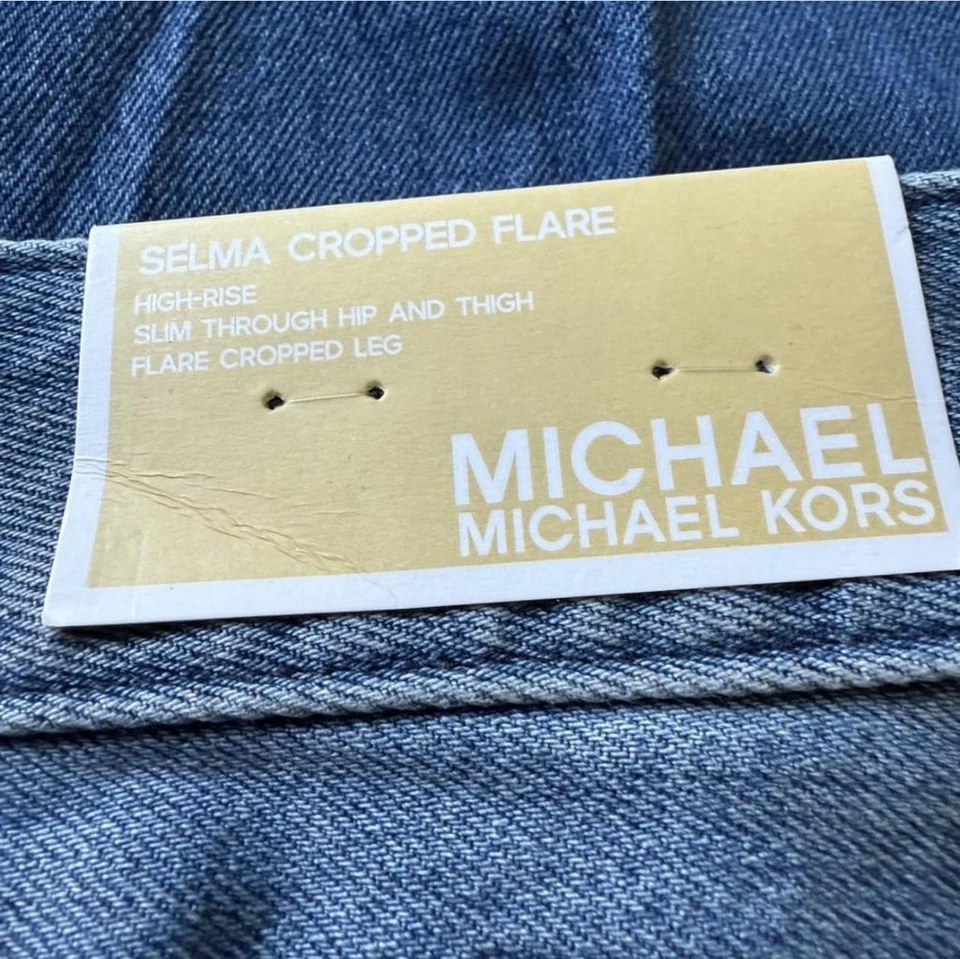 SELMA CROPPED FLARE
HIGH-RISE
SLIM THROUGH HIP AND THIGH
FLARE CROPPED LEG
MICHAEL
MICHAEL KORS